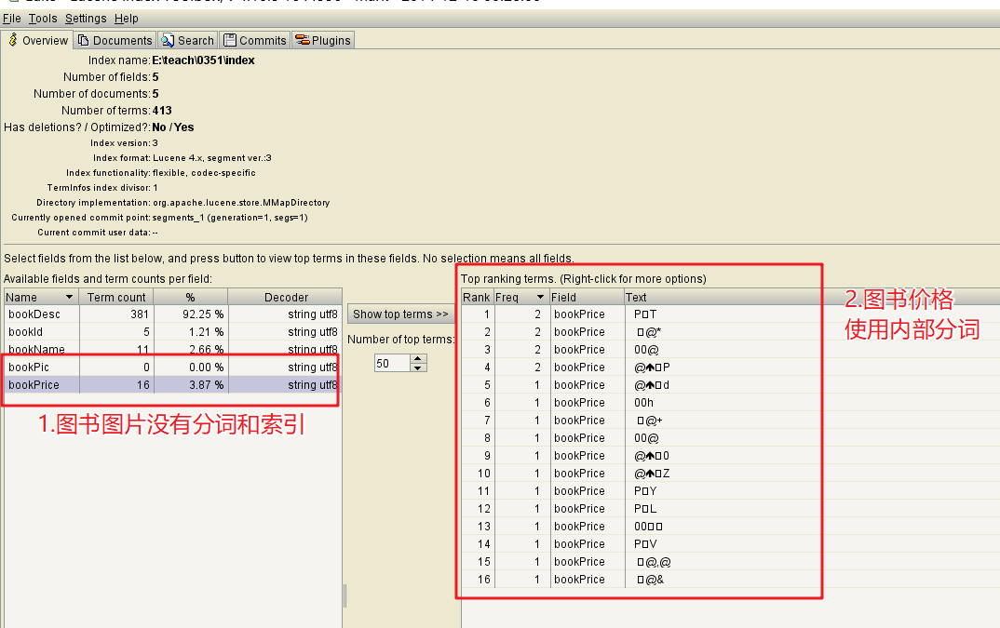 File Tools Settings Help
Overview Documents Search Commits Plugins
Index name: E:\teach\0351\index
Number of fields: 5
Number of documents: 5
Number of terms: 413
Has deletions? / Optimized?: No / Yes
Index version: 3
Index format: Lucene 4.x, segment ver.:3
Index functionality: flexible, codec-specific
TermInfos index divisor: 1
Directory implementation: org.apache.lucene.store.MMapDirectory
Currently opened commit point: segments_1 (generation=1, segs=1)
Current commit user data: --
Select fields from the list below, and press button to view top terms in these fields. No selection means all fields.
Available fields and term counts per field:
Name Term count % Decoder
bookDesc 381 92.25 % string utf8
bookId 5 1.21 % string utf8
bookName 11 2.66 % string utf8
bookPic 0 0.00 % string utf8
bookPrice 16 3.87 % string utf8
1.图书图片没有分词和索引
Show top terms >>
Number of top terms:
50
Top ranking terms. (Right-click for more options)
Rank Freq Field Text
1 2 bookPrice P□T
2 2 bookPrice □@*
3 2 bookPrice 00@
4 2 bookPrice @↑□P
5 1 bookPrice @↑□d
6 1 bookPrice 00h
7 1 bookPrice □@+
8 1 bookPrice 00@
9 1 bookPrice @↑□0
10 1 bookPrice @↑□Z
11 1 bookPrice P□Y
12 1 bookPrice P□L
13 1 bookPrice 00□□
14 1 bookPrice P□V
15 1 bookPrice □@,@
16 1 bookPrice □@&
2.图书价格
使用内部分词